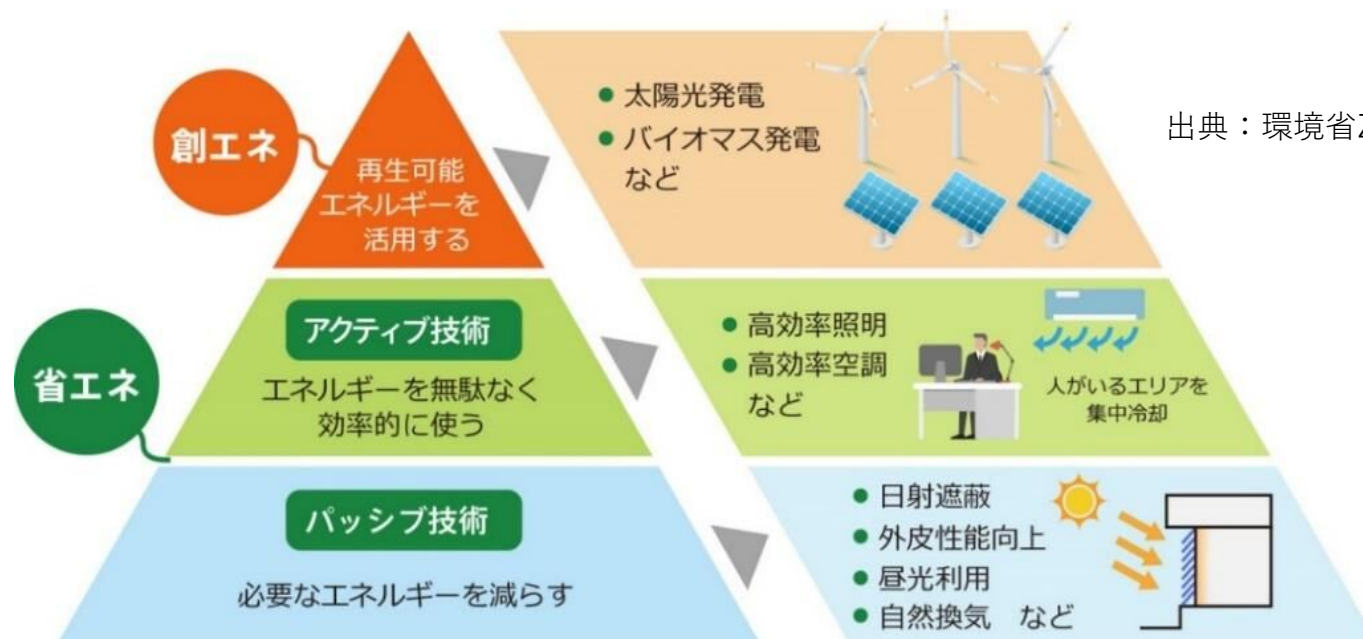 創エネ
再生可能
エネルギーを
活用する
太陽光発電
バイオマス発電
など
出典：環境省
省エネ
アクティブ技術
エネルギーを無駄なく
効率的に使う
高効率照明
高効率空調
など
人がいるエリアを
集中冷却
パッシブ技術
必要なエネルギーを減らす
日射遮蔽
外皮性能向上
昼光利用
自然換気　など